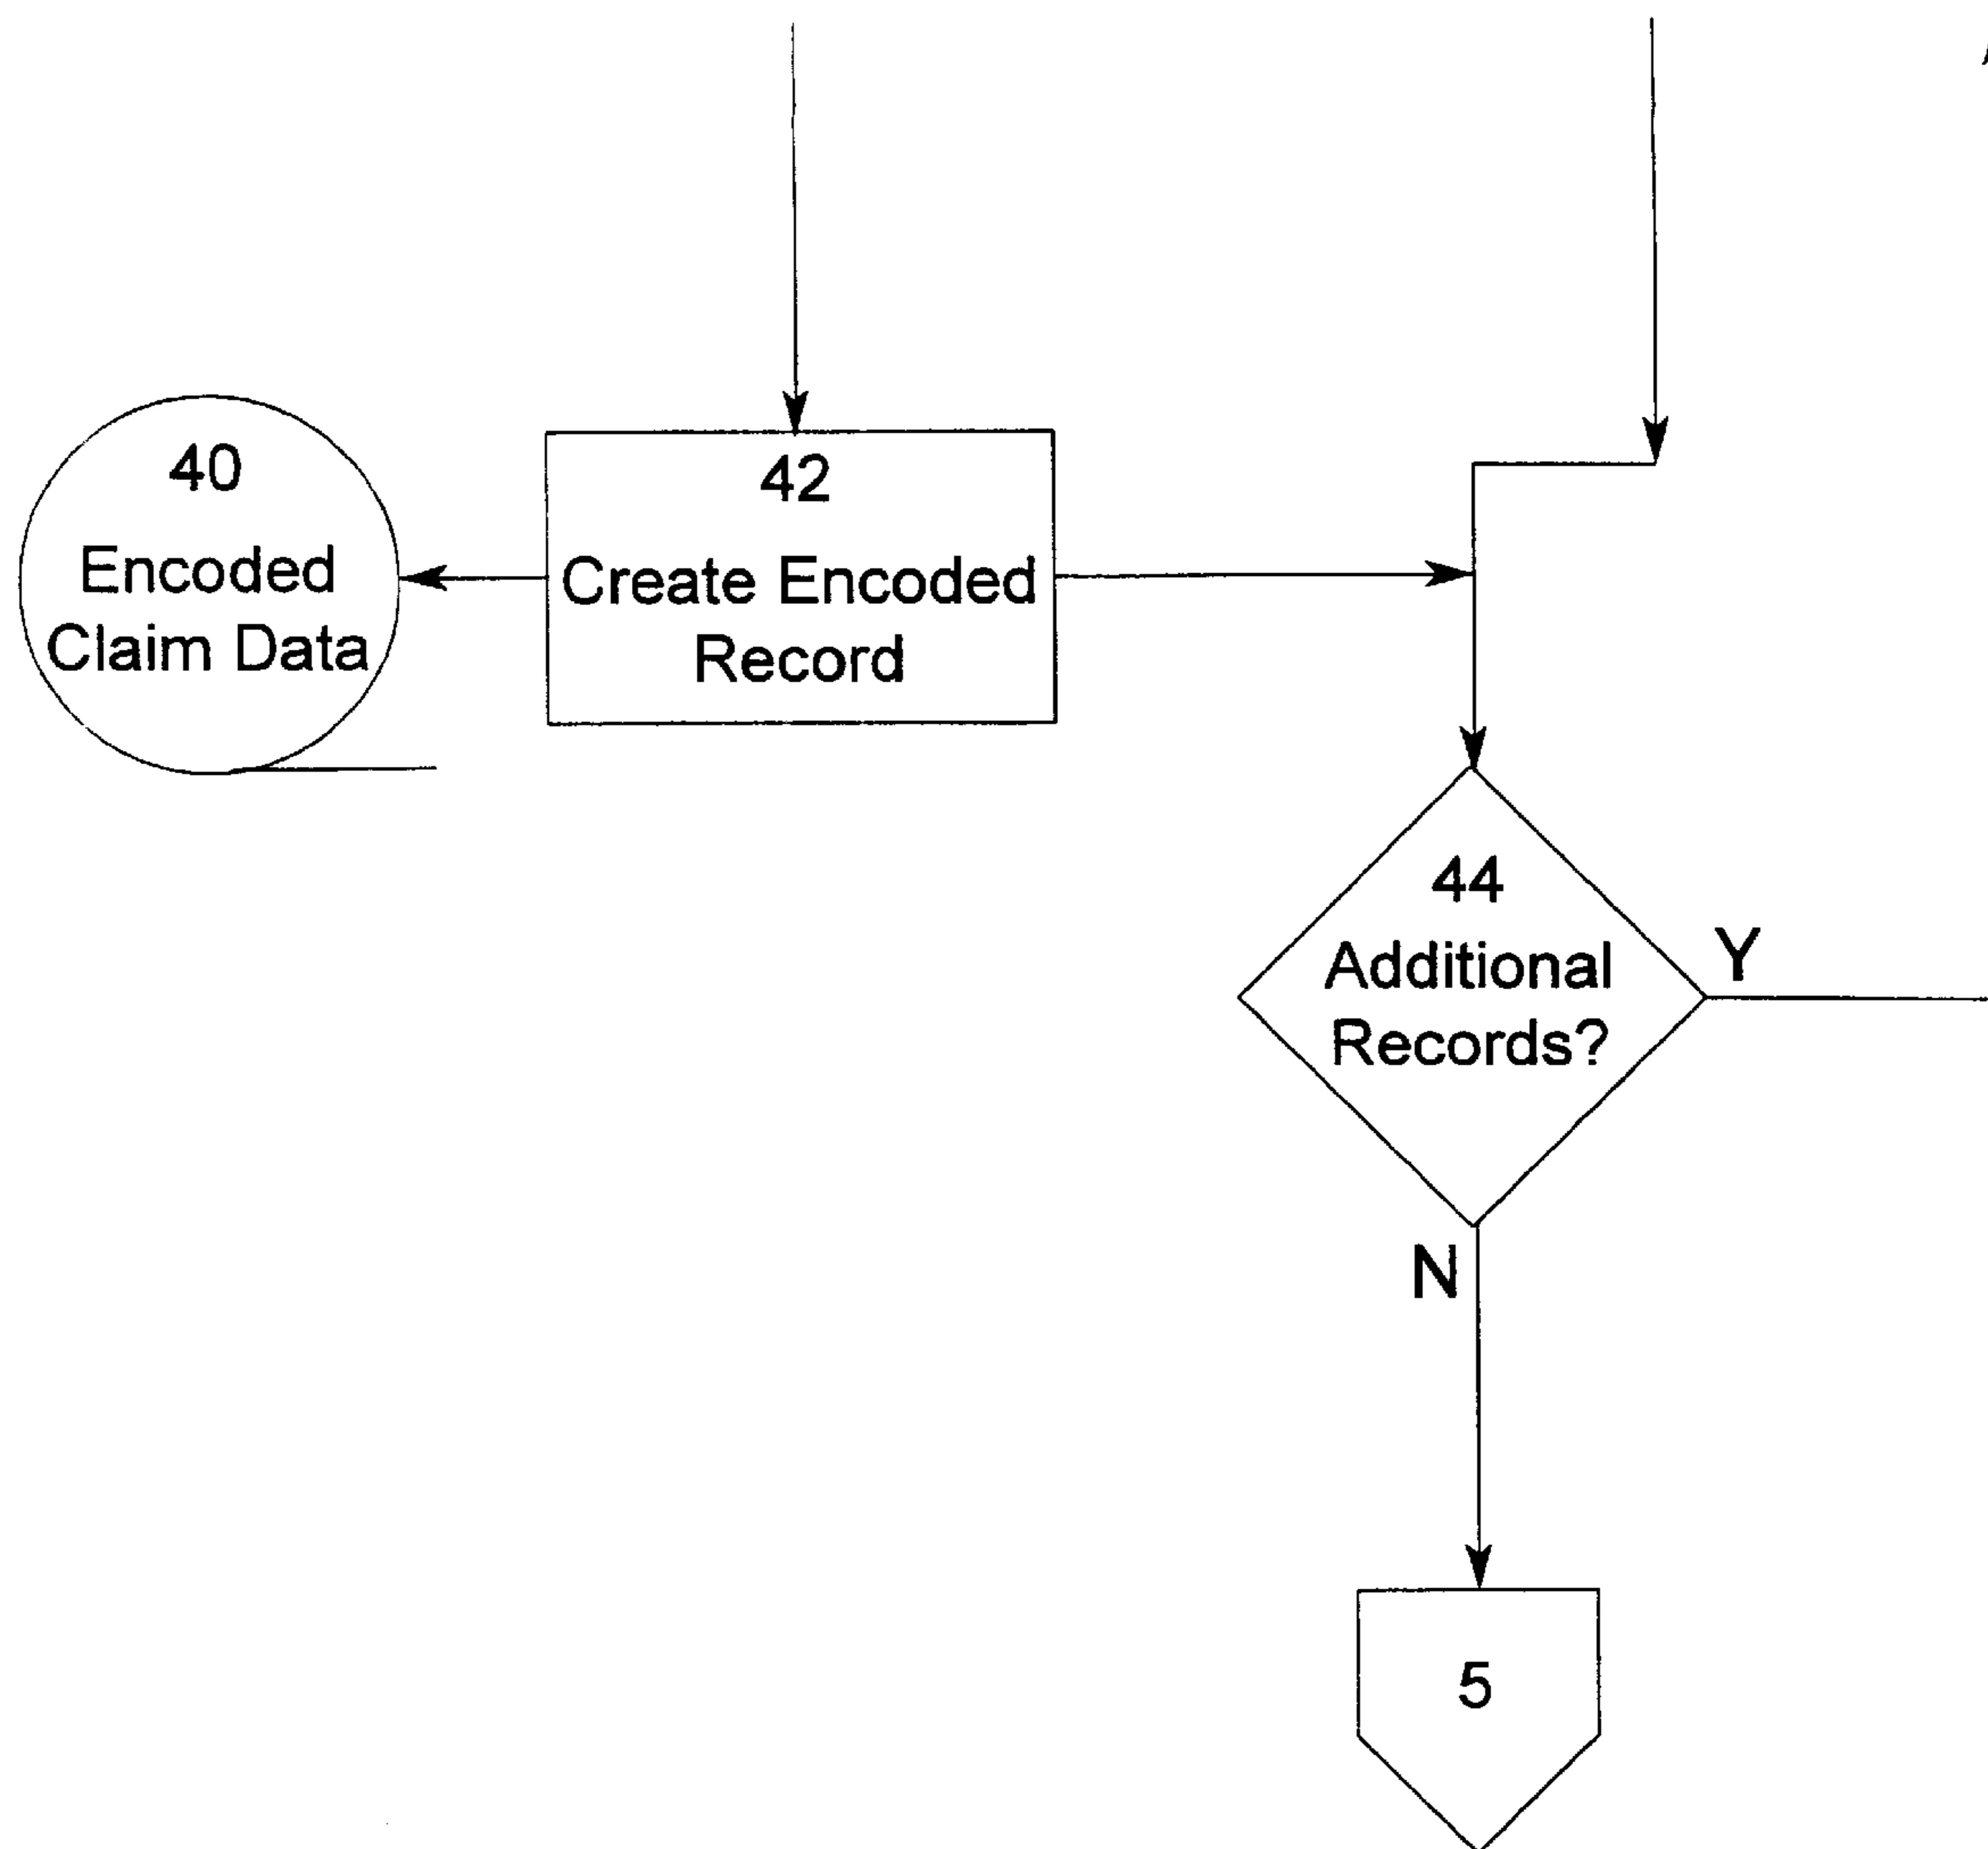 40
Encoded
Claim Data
42
Create Encoded
Record
44
Additional
Records?
Y
N
5